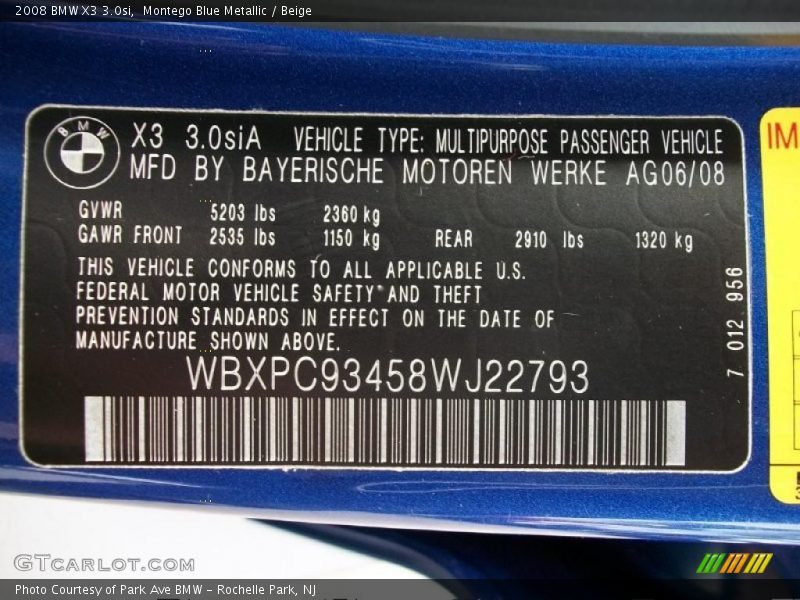 2008 BMW X3 3.0si,  Montego Blue Metallic / Beige
BMW
X3 3.0siA VEHICLE TYPE: MULTIPURPOSE PASSENGER VEHICLE
MFD BY BAYERISCHE MOTOREN WERKE AG06/08
GVWR 5203 lbs 2360 kg
GAWR FRONT 2535 lbs 1150 kg REAR 2910 lbs 1320 kg
THIS VEHICLE CONFORMS TO ALL APPLICABLE U.S.
FEDERAL MOTOR VEHICLE SAFETY AND THEFT
PREVENTION STANDARDS IN EFFECT ON THE DATE OF
MANUFACTURE SHOWN ABOVE.
WBXPC93458WJ22793
7 012 956
IM
GTCARLOT.COM
Photo Courtesy of Park Ave BMW - Rochelle Park, NJ